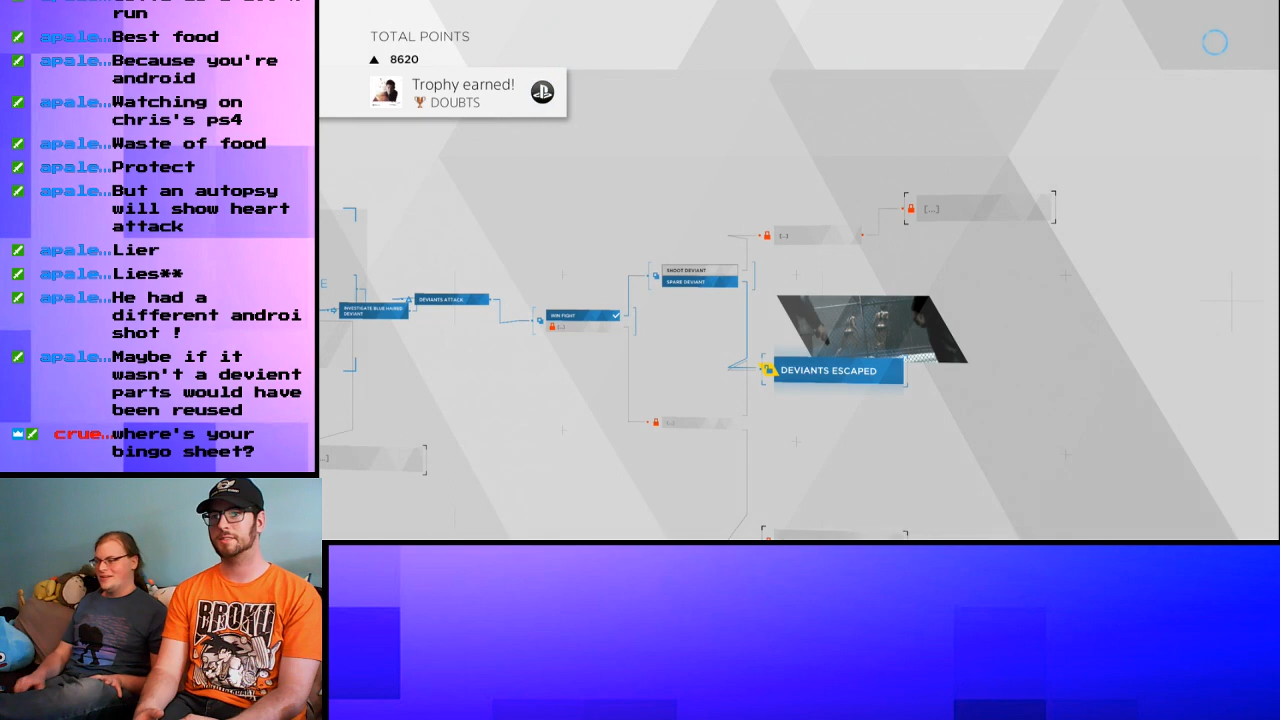 run
apale...Best food
apale...Because you're
android
apale...Watching on
chris's ps4
apale...Waste of food
apale...Protect
apale...But an autopsy
will show heart
attack
apale...Lier
apale...Lies**
apale...He had a
different androi
shot !
apale...Maybe if it
wasn't a devient
parts would have
been reused
crue...where's your
bingo sheet?
TOTAL POINTS
8620
Trophy earned!
DOUBTS
INVESTIGATE BLUE HAIRED
DEVIANT
DEVIANTS ATTACK
WIN FIGHT
[...]
SHOOT DEVIANT
SPARE DEVIANT
[...]
[...]
DEVIANTS ESCAPED
[...]
...]
BROKU